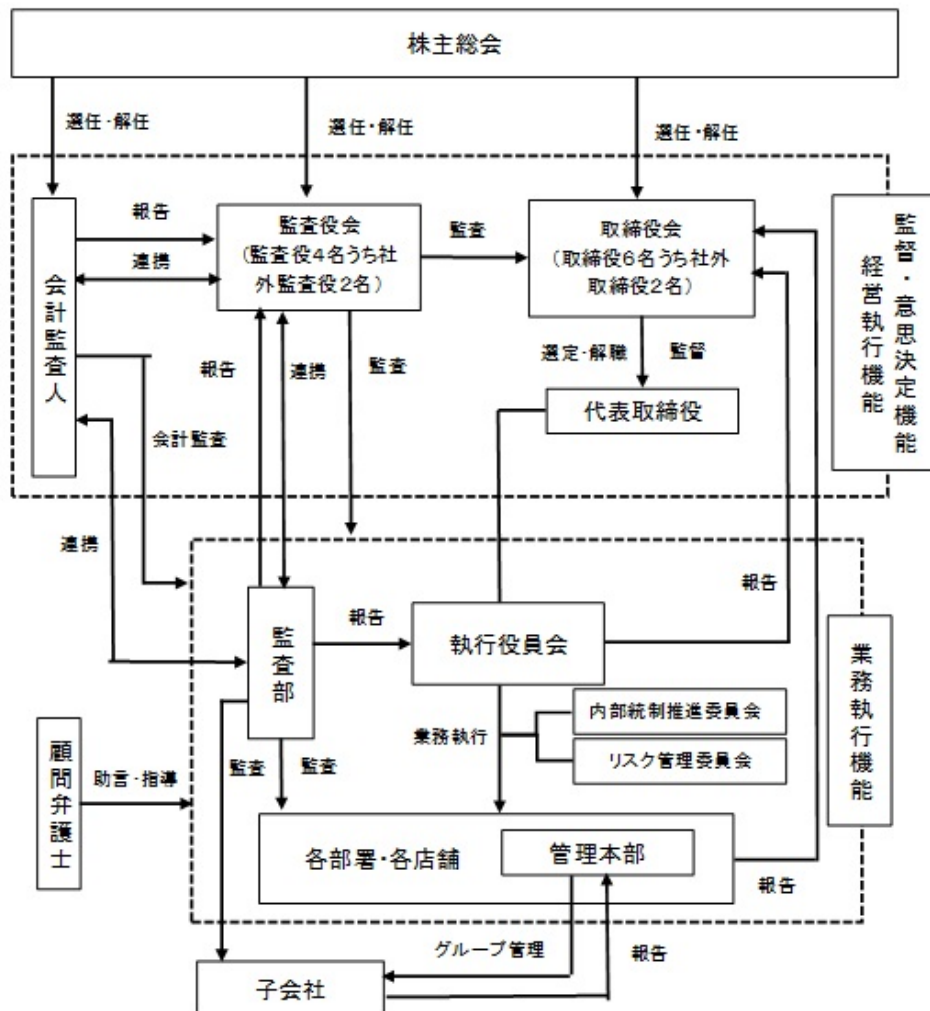 株主総会
選任・解任
選任・解任
選任・解任
報告
監査役会
(監査役4名うち社
外監査役2名)
監査
取締役会
(取締役6名うち社外
取締役2名)
連携
会計監査人
監督・意思決定機能
経営執行機能
報告
連携
監査
選定・解職
監督
代表取締役
会計監査
連携
報告
監査部
報告
執行役員会
業務執行機能
内部統制推進委員会
業務執行
リスク管理委員会
顧問弁護士
助言・指導
監査
監査
各部署・各店舗
管理本部
報告
グループ管理
報告
子会社